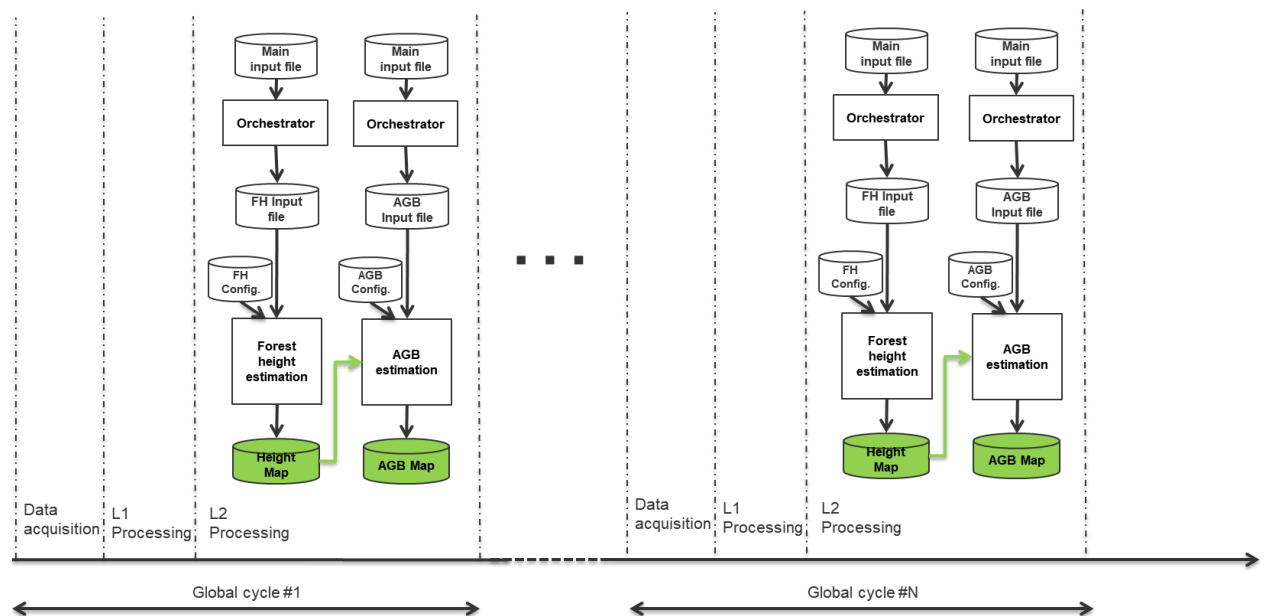 Main
input file
Main
input file
Orchestrator
Orchestrator
FH Input
file
AGB
Input file
FH
Config.
AGB
Config.
Forest
height
estimation
AGB
estimation
Height
Map
AGB Map
Data
acquisition
L1
Processing
L2
Processing
Global cycle #1
...
Main
input file
Main
input file
Orchestrator
Orchestrator
FH Input
file
AGB
Input file
FH
Config.
AGB
Config.
Forest
height
estimation
AGB
estimation
Height
Map
AGB Map
Data
acquisition
L1
Processing
L2
Processing
Global cycle #N